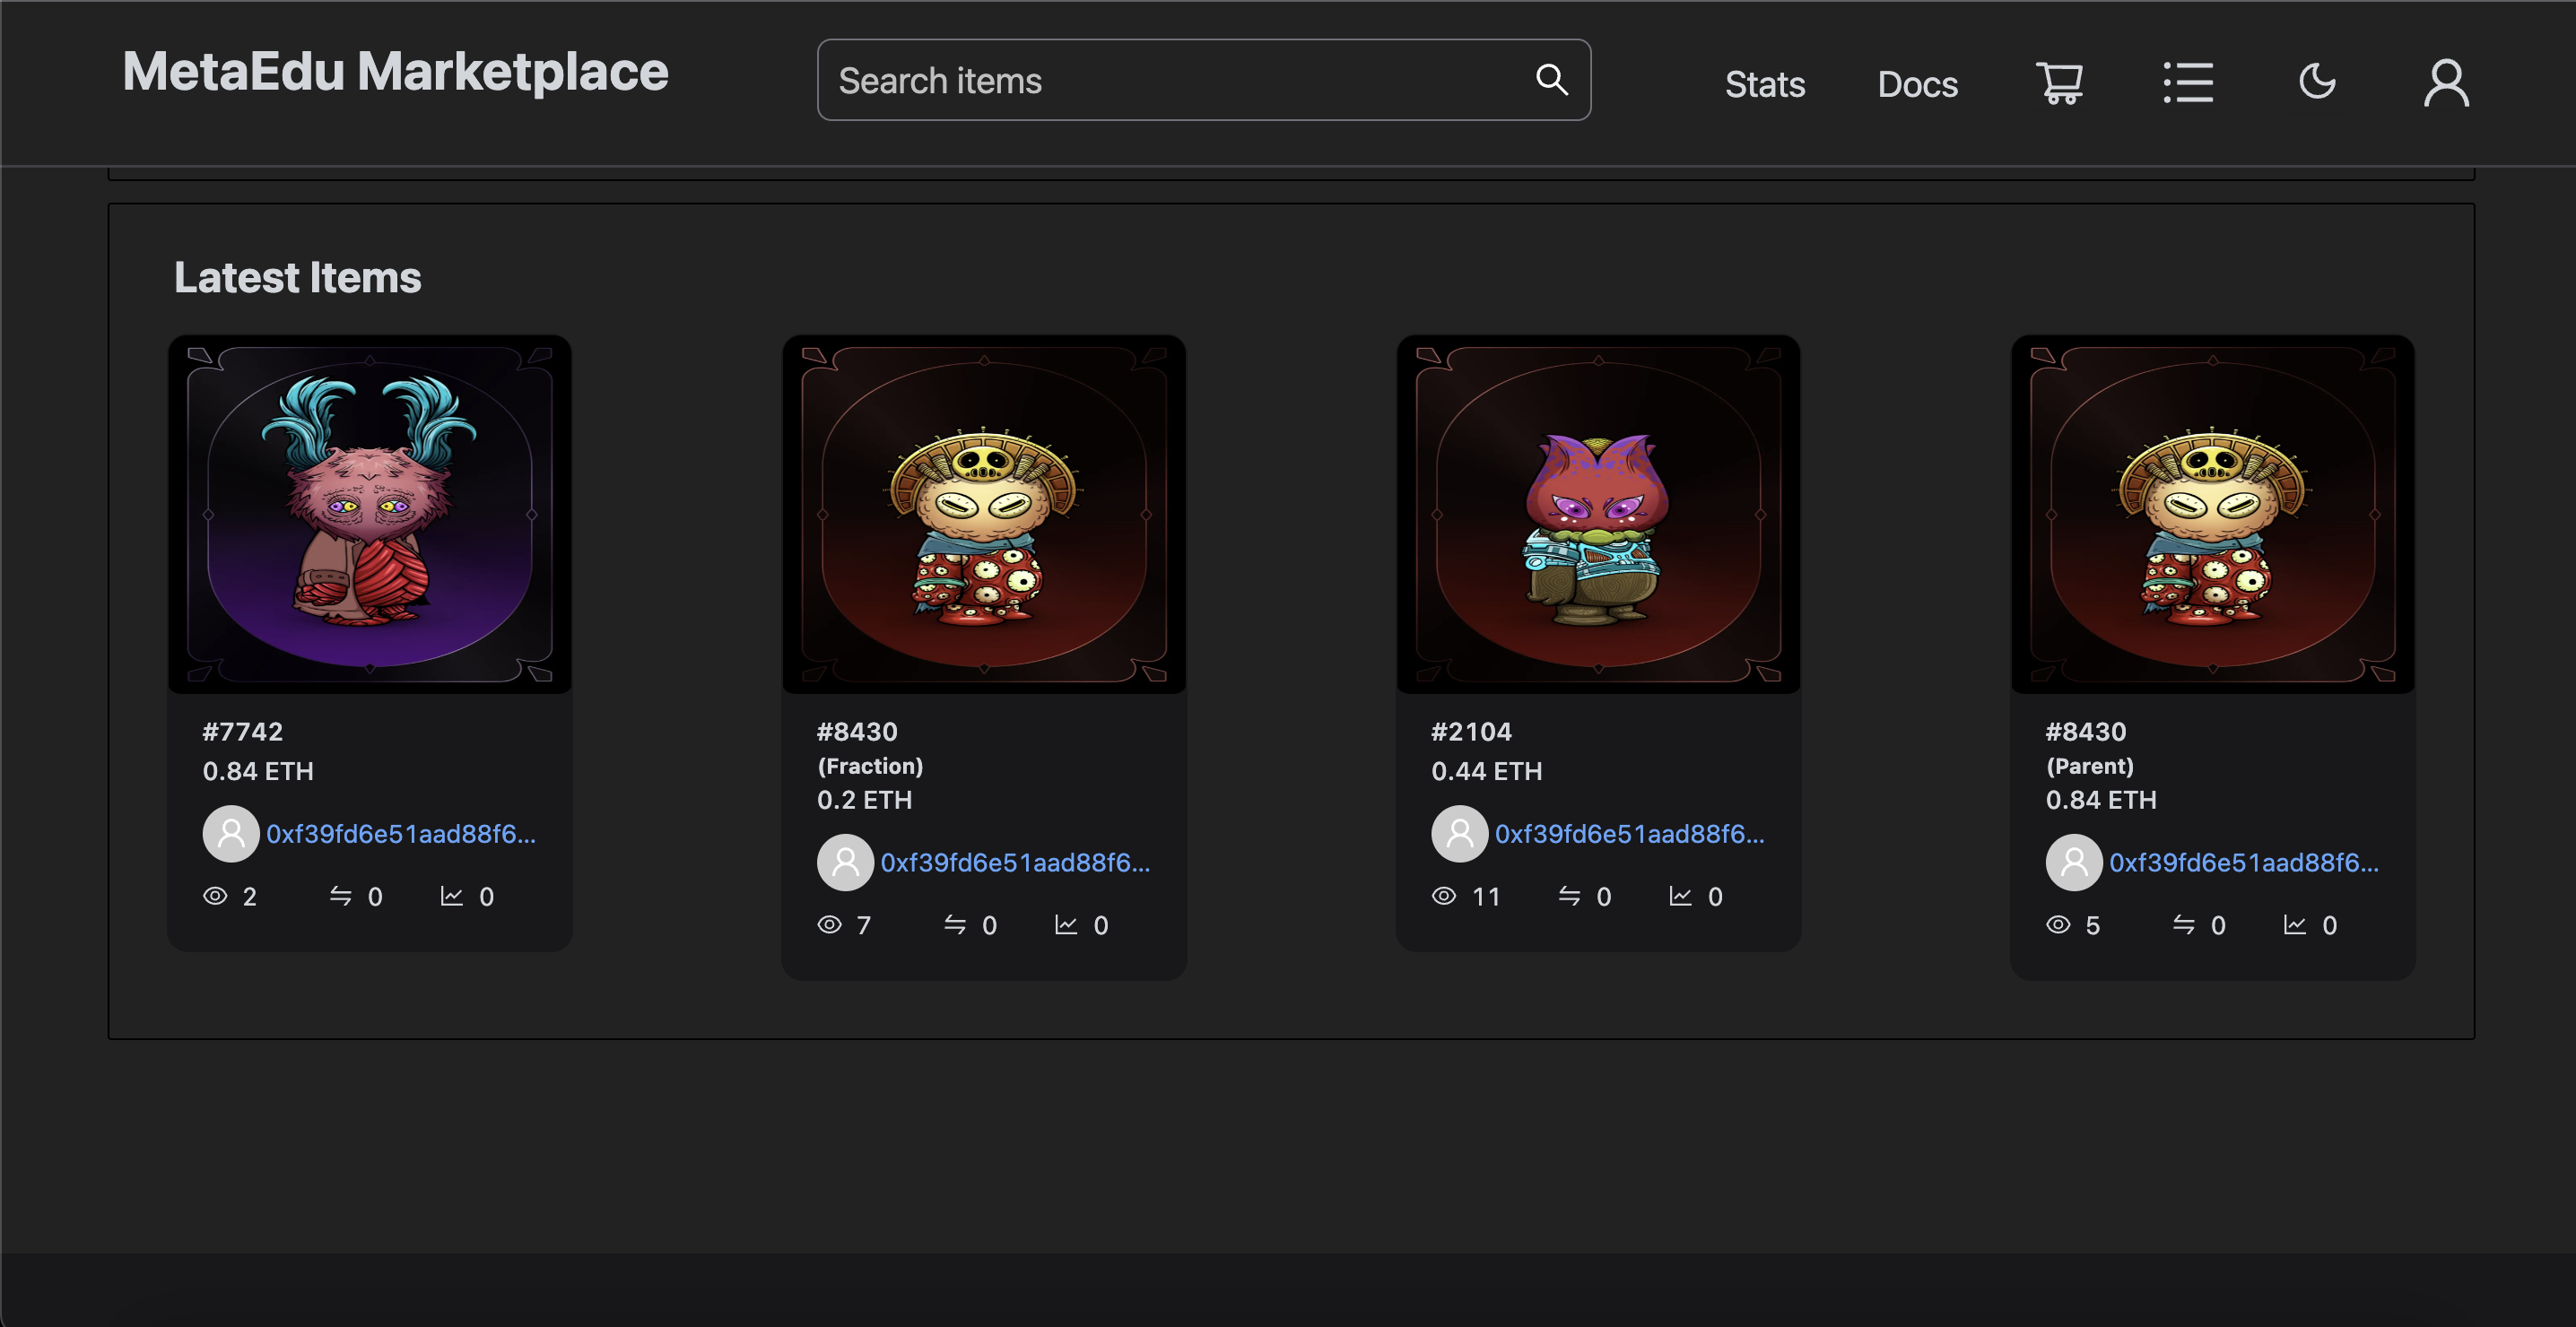 MetaEdu Marketplace
Search items
Stats
Docs
Latest Items
#7742
0.84 ETH
0xf39fd6e51aad88f6...
2 0 0
#8430
(Fraction)
0.2 ETH
0xf39fd6e51aad88f6...
7 0 0
#2104
0.44 ETH
0xf39fd6e51aad88f6...
11 0 0
#8430
(Parent)
0.84 ETH
0xf39fd6e51aad88f6...
5 0 0